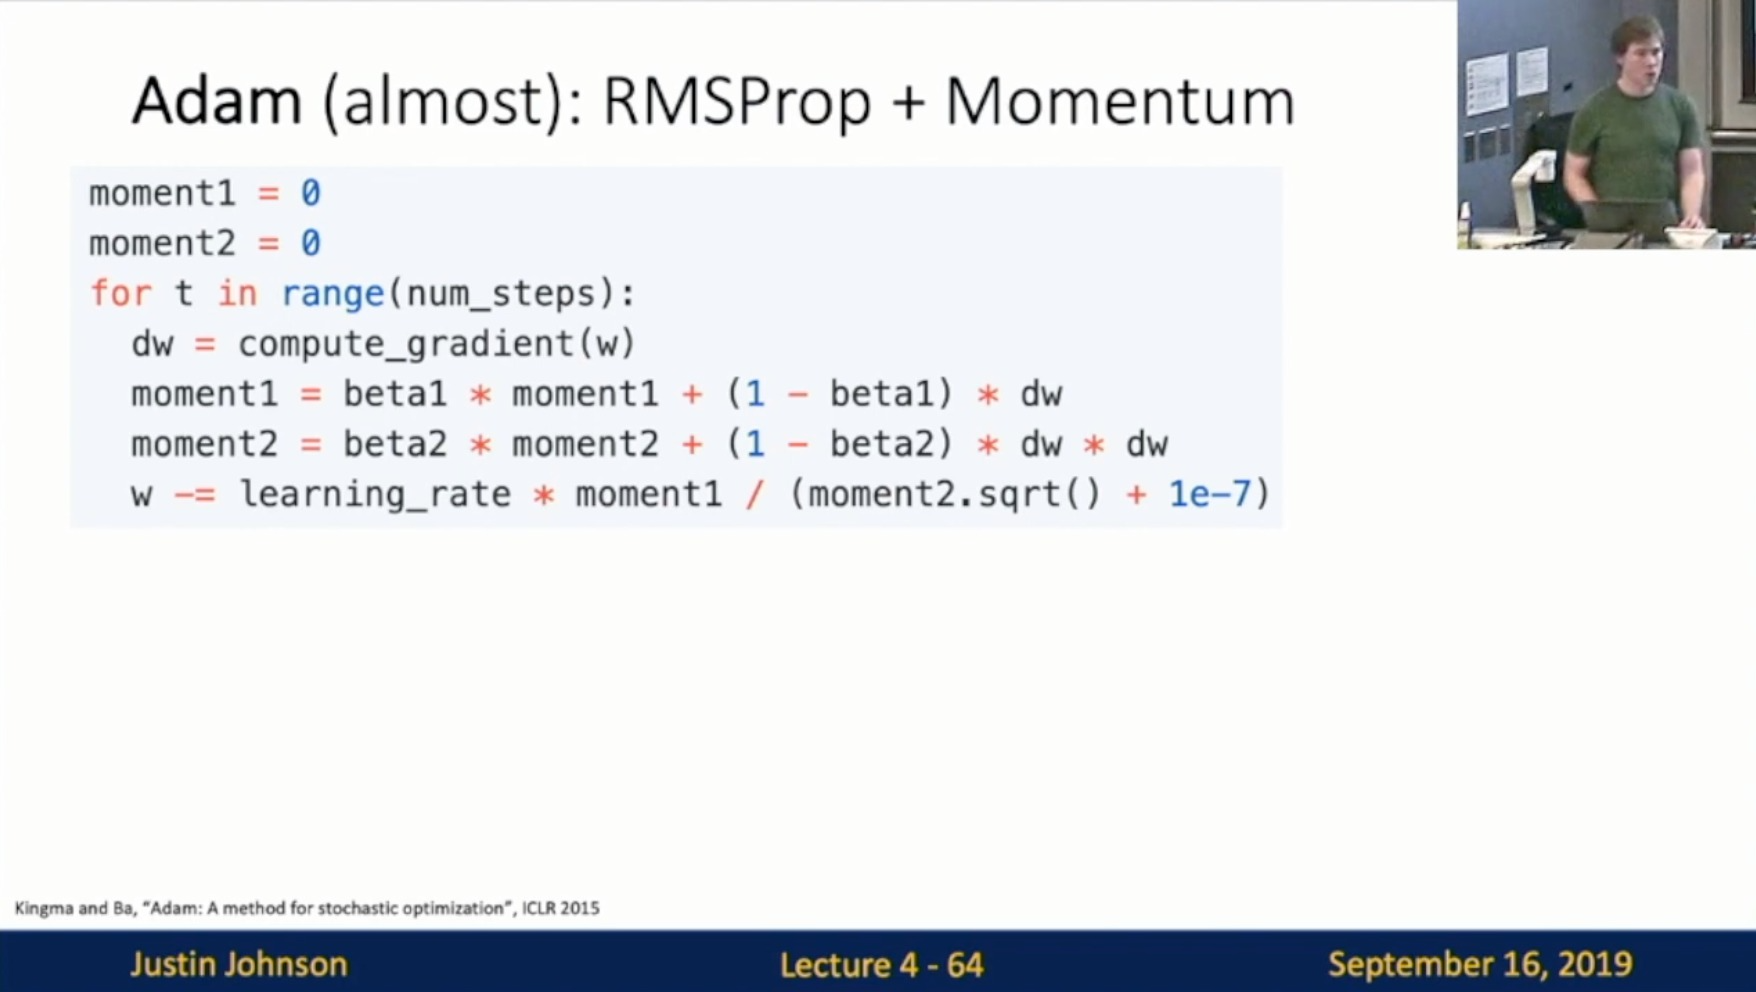 Adam (almost): RMSProp + Momentum
moment1 = 0
moment2 = 0
for t in range(num_steps):
  dw = compute_gradient(w)
  moment1 = beta1 * moment1 + (1 - beta1) * dw
  moment2 = beta2 * moment2 + (1 - beta2) * dw * dw
  w -= learning_rate * moment1 / (moment2.sqrt() + 1e-7)
Kingma and Ba, “Adam: A method for stochastic optimization”, ICLR 2015
Justin Johnson
Lecture 4 - 64
September 16, 2019